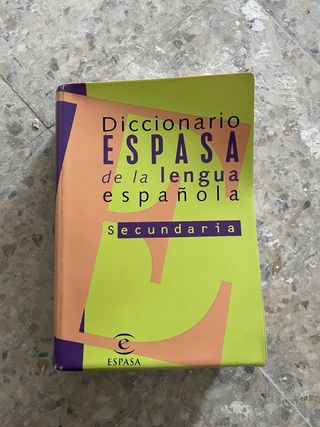 Diccionario
ESPASA
de la lengua
española
Secundaria
e
ESPASA